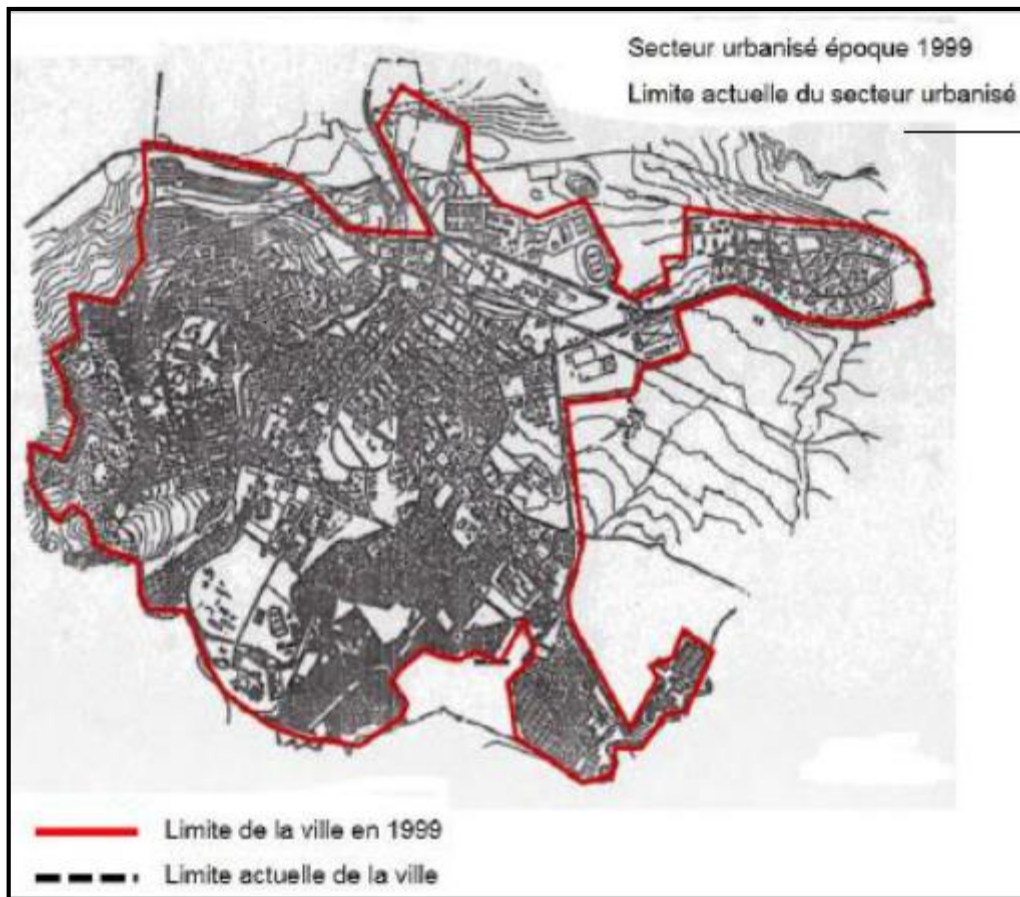 Secteur urbanisé époque 1999
Limite actuelle du secteur urbanisé
Limite de la ville en 1999
Limite actuelle de la ville